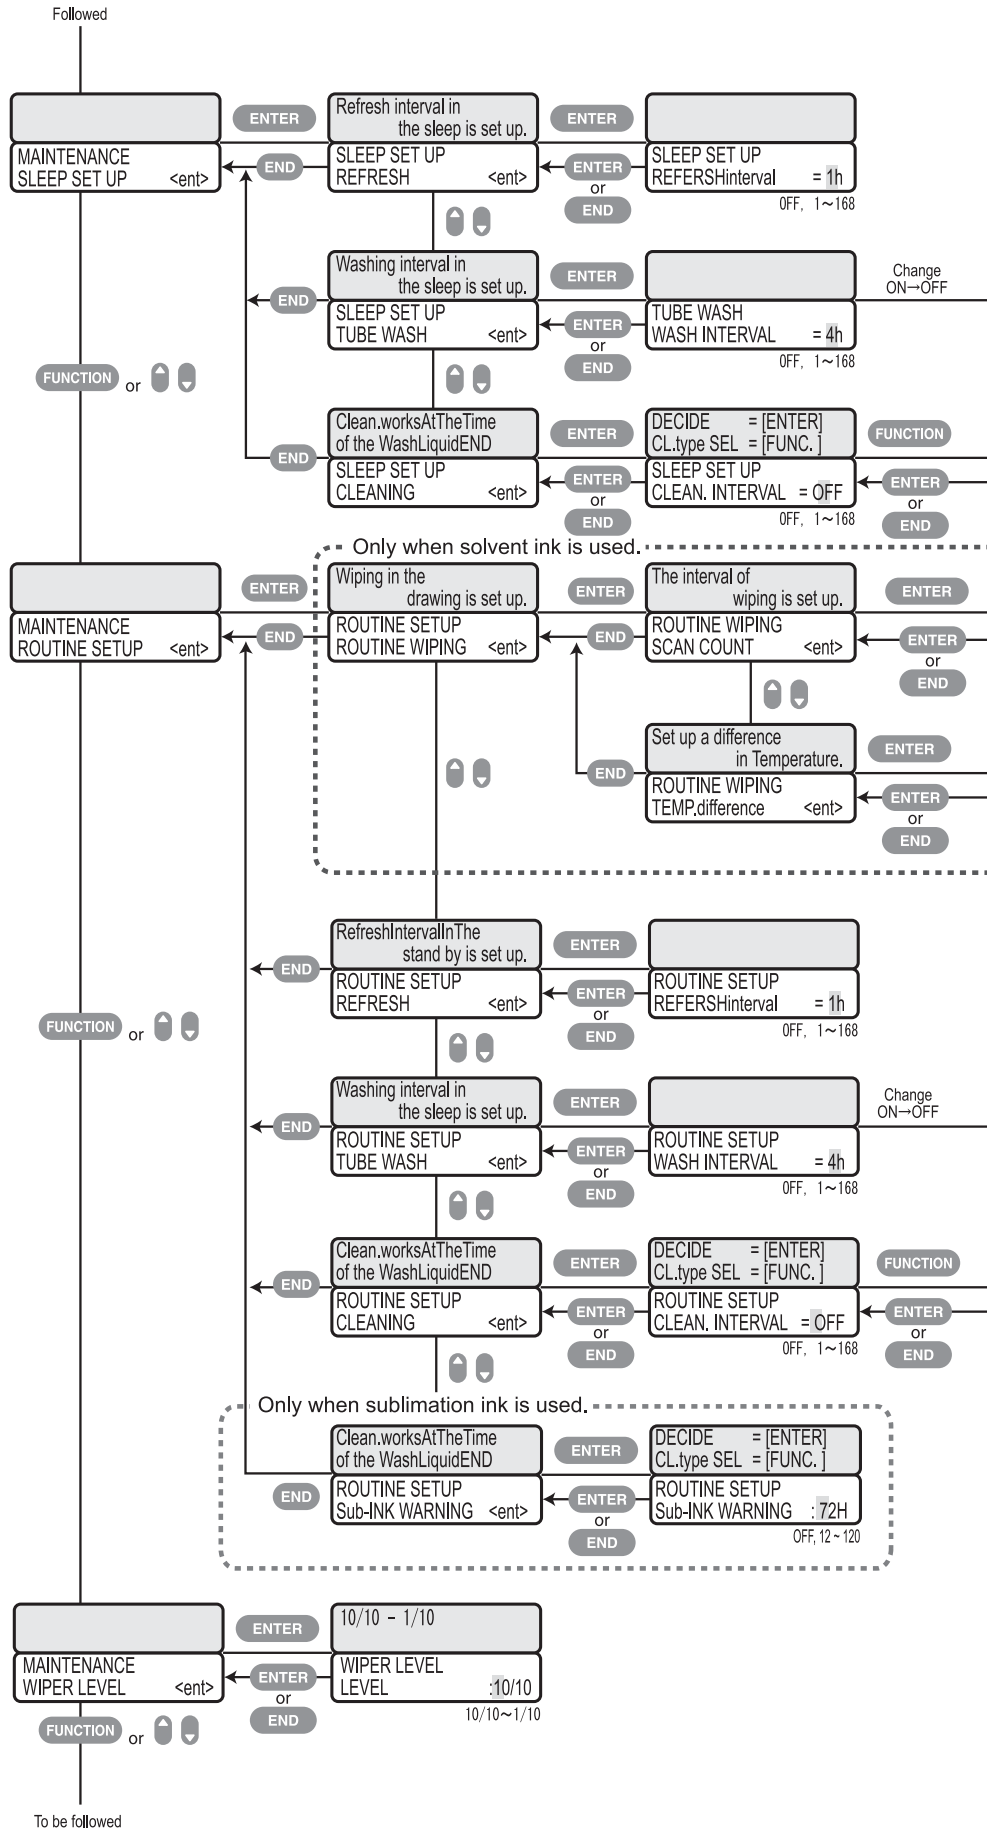 Followed
ENTER
Refresh interval in
the sleep is set up.
ENTER
MAINTENANCE
SLEEP SET UP <ent>
END
SLEEP SET UP
REFRESH <ent>
ENTER
or
END
SLEEP SET UP
REFERSHinterval = 1h
OFF, 1～168
Washing interval in
the sleep is set up.
ENTER
Change
ON→OFF
END
SLEEP SET UP
TUBE WASH <ent>
ENTER
or
END
TUBE WASH
WASH INTERVAL = 4h
OFF, 1～168
FUNCTION or
Clean.worksAtTheTime
of the WashLiquidEND
ENTER
DECIDE = [ENTER]
CL.type SEL = [FUNC. ]
FUNCTION
END
SLEEP SET UP
CLEANING <ent>
ENTER
or
END
SLEEP SET UP
CLEAN. INTERVAL = OFF
OFF, 1～168
ENTER
or
END
Only when solvent ink is used.
ENTER
Wiping in the
drawing is set up.
ENTER
The interval of
wiping is set up.
ENTER
MAINTENANCE
ROUTINE SETUP <ent>
END
ROUTINE SETUP
ROUTINE WIPING <ent>
END
ROUTINE WIPING
SCAN COUNT <ent>
ENTER
or
END
Set up a difference
in Temperature.
ENTER
END
ROUTINE WIPING
TEMP.difference <ent>
ENTER
or
END
RefreshIntervalInThe
stand by is set up.
ENTER
END
ROUTINE SETUP
REFRESH <ent>
ENTER
or
END
ROUTINE SETUP
REFERSHinterval = 1h
OFF, 1～168
FUNCTION or
Washing interval in
the sleep is set up.
ENTER
Change
ON→OFF
END
ROUTINE SETUP
TUBE WASH <ent>
ENTER
or
END
ROUTINE SETUP
WASH INTERVAL = 4h
OFF, 1～168
Clean.worksAtTheTime
of the WashLiquidEND
ENTER
DECIDE = [ENTER]
CL.type SEL = [FUNC. ]
FUNCTION
END
ROUTINE SETUP
CLEANING <ent>
ENTER
or
END
ROUTINE SETUP
CLEAN. INTERVAL = OFF
OFF, 1～168
ENTER
or
END
Only when sublimation ink is used.
Clean.worksAtTheTime
of the WashLiquidEND
ENTER
DECIDE = [ENTER]
CL.type SEL = [FUNC. ]
END
ROUTINE SETUP
Sub-INK WARNING <ent>
ENTER
or
END
ROUTINE SETUP
Sub-INK WARNING : 72H
OFF, 12 ~ 120
ENTER
10/10 - 1/10
MAINTENANCE
WIPER LEVEL <ent>
ENTER
or
END
WIPER LEVEL
LEVEL :10/10
10/10～1/10
FUNCTION or
To be followed